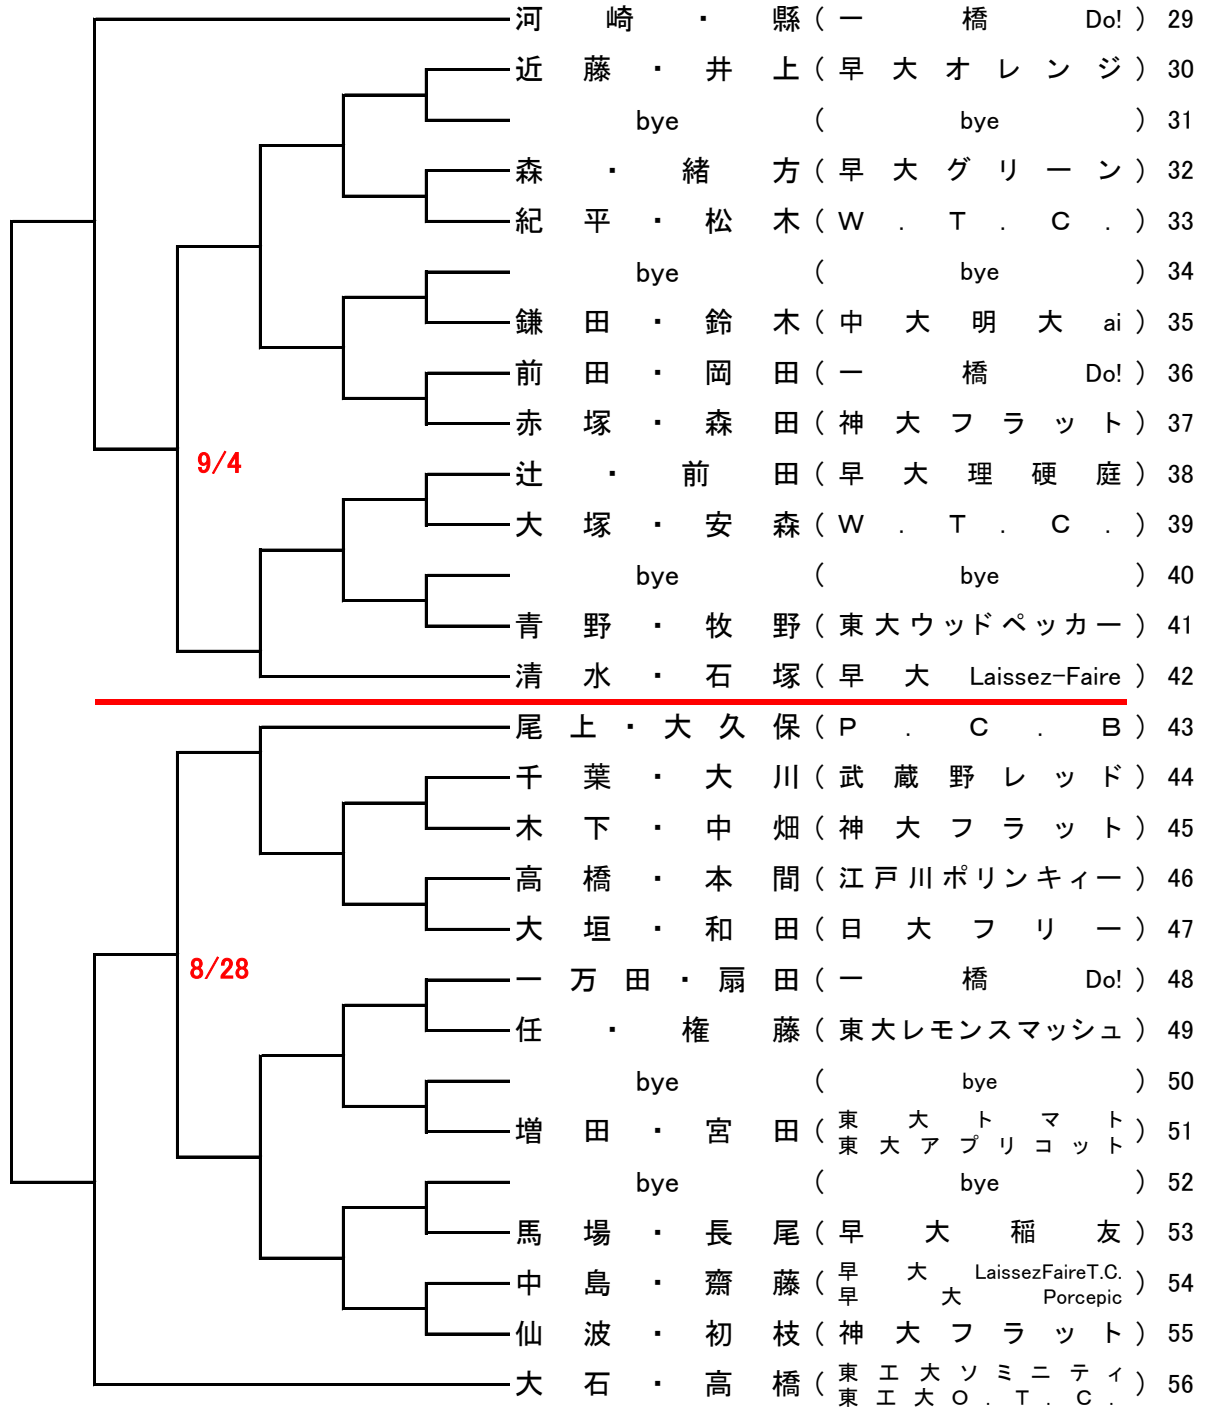 河崎・縣(一橋Do!) 29
近藤・井上(早大オレンジ) 30
bye(bye) 31
森・緒方(早大グリーン) 32
紀平・松木(W.T.C.) 33
bye(bye) 34
鎌田・鈴木(中大明大ai) 35
前田・岡田(一橋Do!) 36
赤塚・森田(神大フラット) 37
9/4
辻・前田(早大理硬庭) 38
大塚・安森(W.T.C.) 39
bye(bye) 40
青野・牧野(東大ウッドペッカー) 41
清水・石塚(早大Laissez-Faire) 42
尾上・大久保(P.C.B) 43
千葉・大川(武蔵野レッド) 44
木下・中畑(神大フラット) 45
高橋・本間(江戸川ポリンキィー) 46
大垣・和田(日大フリー) 47
8/28
一万田・扇田(一橋Do!) 48
任・権藤(東大レモンスマッシュ) 49
bye(bye) 50
増田・宮田(東大トマト
東大アプリコット) 51
bye(bye) 52
馬場・長尾(早大稲友) 53
中島・齋藤(早大LaissezFaireT.C.
早大Porcepic) 54
仙波・初枝(神大フラット) 55
大石・高橋(東工大ソミニティ
東工大O.T.C.) 56